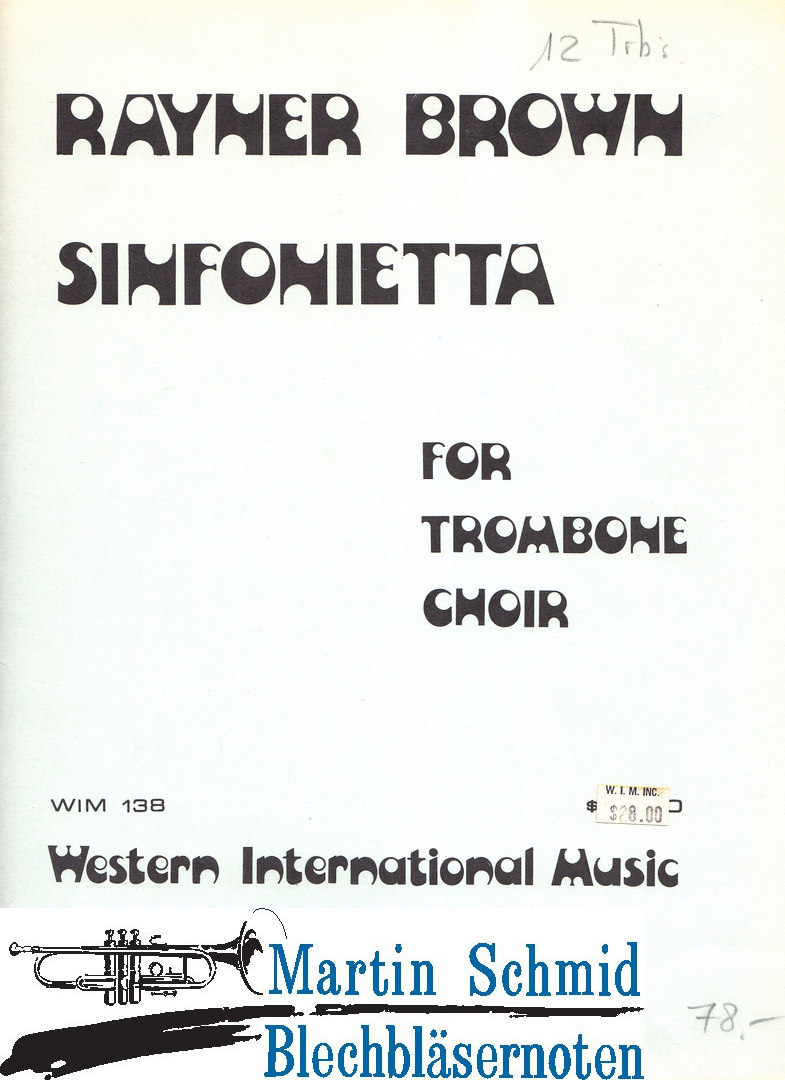 12 Trb's
RAYNER BROWN
SINFONIETTA
FOR
TROMBONE
CHOIR
WIM 138
W. I. M. INC.
$28.00
Western International Music
Martin Schmid
Blechbläsernoten
78,-